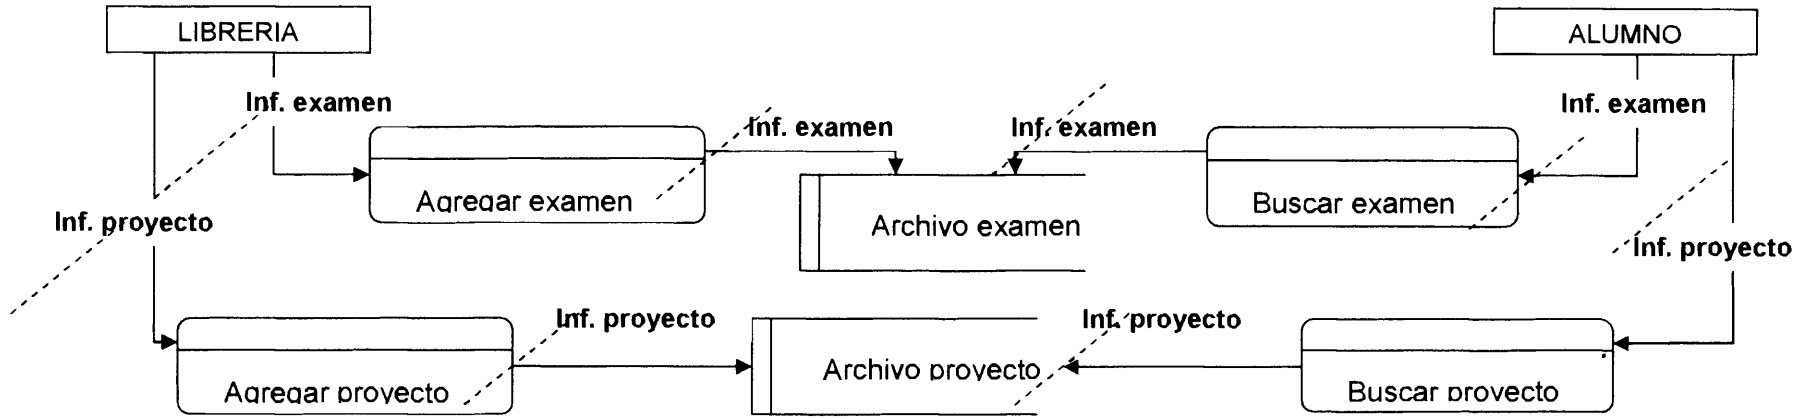 LIBRERIA
ALUMNO
Inf. examen
Inf. examen
Inf. examen
Inf. examen
Agregar examen
Buscar examen
Archivo examen
Inf. proyecto
Inf. proyecto
Inf. proyecto
Inf. proyecto
Agregar proyecto
Archivo proyecto
Buscar proyecto